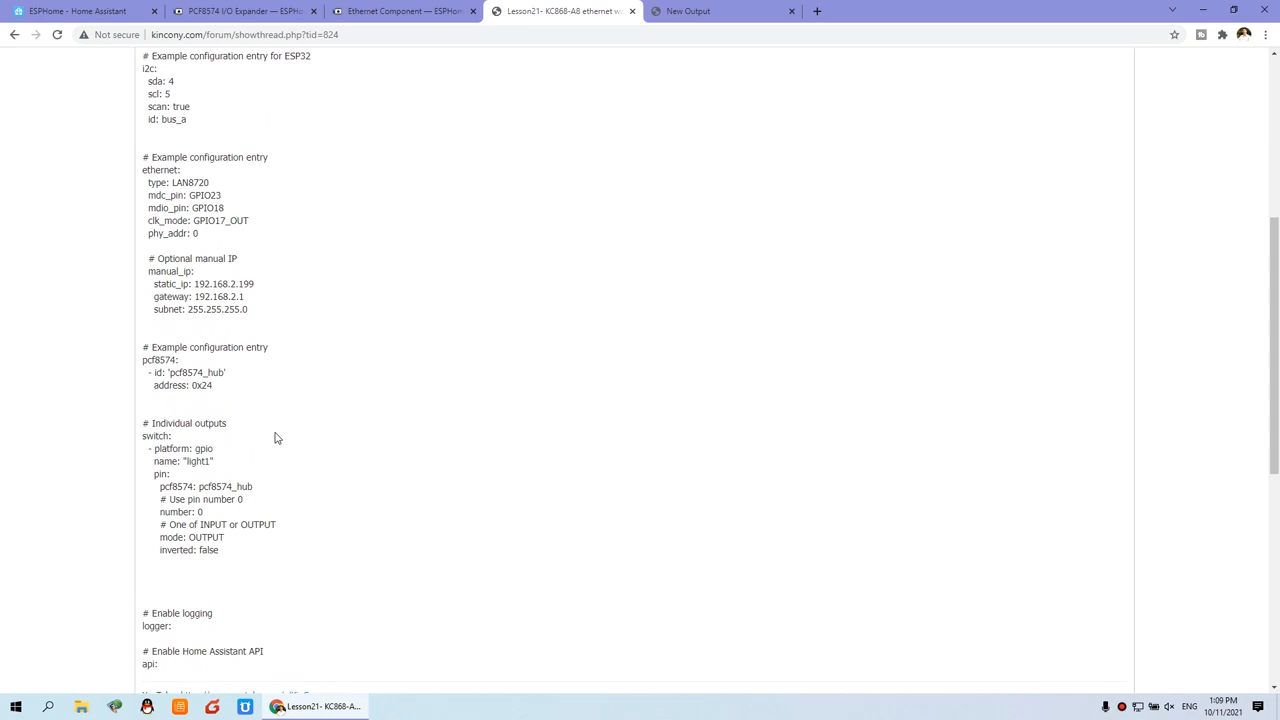 ESPHome - Home Assistant
PCF8574 I/O Expander — ESPHo
Ethernet Component — ESPHom
Lesson21- KC868-A8 ethernet w
New Output
Not secure
kincony.com/forum/showthread.php?tid=824
# Example configuration entry for ESP32
i2c:
sda: 4
scl: 5
scan: true
id: bus_a
# Example configuration entry
ethernet:
type: LAN8720
mdc_pin: GPIO23
mdio_pin: GPIO18
clk_mode: GPIO17_OUT
phy_addr: 0
# Optional manual IP
manual_ip:
static_ip: 192.168.2.199
gateway: 192.168.2.1
subnet: 255.255.255.0
# Example configuration entry
pcf8574:
- id: 'pcf8574_hub'
address: 0x24
# Individual outputs
switch:
- platform: gpio
name: "light1"
pin:
pcf8574: pcf8574_hub
# Use pin number 0
number: 0
# One of INPUT or OUTPUT
mode: OUTPUT
inverted: false
# Enable logging
logger:
# Enable Home Assistant API
api:
Lesson21- KC868-A...
ENG
1:09 PM
10/11/2021